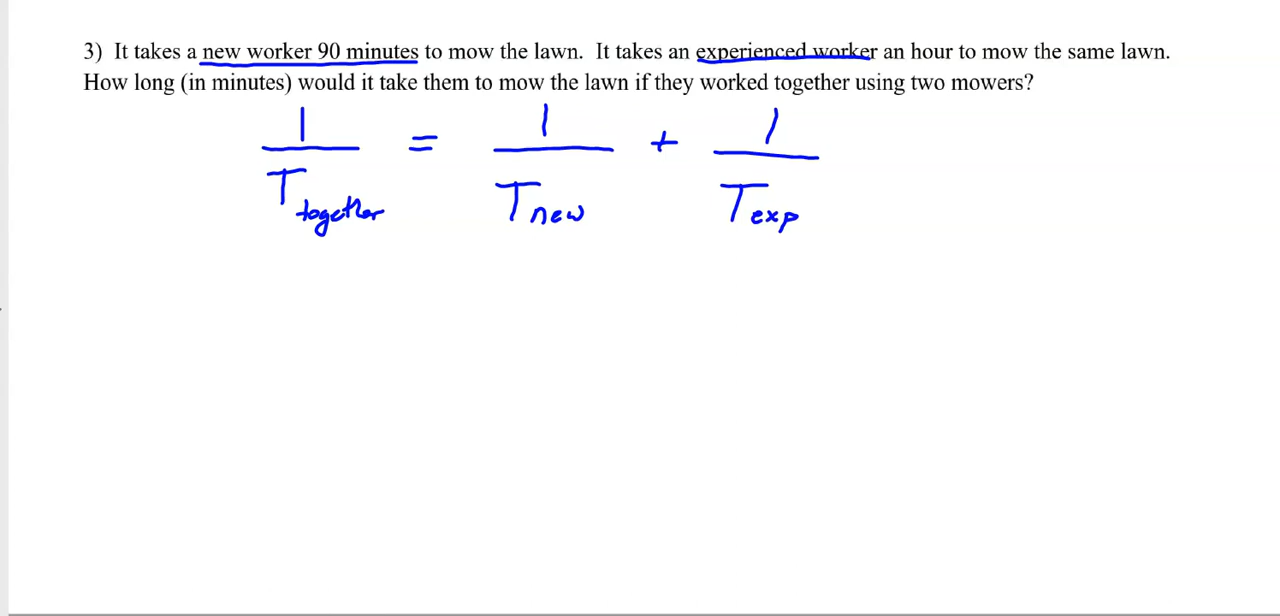 3) It takes a new worker 90 minutes to mow the lawn. It takes an experienced worker an hour to mow the same lawn.
How long (in minutes) would it take them to mow the lawn if they worked together using two mowers?
1 / T together = 1 / T new + 1 / T exp